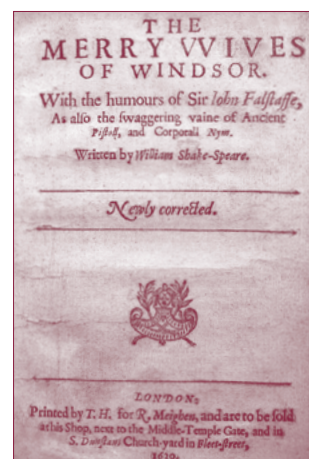 THE
MERRY VVIVES
OF WINDSOR.
With the humours of Sir Iohn Falstaffe,
As also the swaggering vaine of Ancient
Pistoll, and Corporall Nym.
Written by William Shake-Speare.
Newly corrected.
LONDON:
Printed by T. H. for R. Meighen, and are to be sold
at his Shop, next to the Middle-Temple Gate, and in
S. Dunstans Church-yard in Fleet-street,